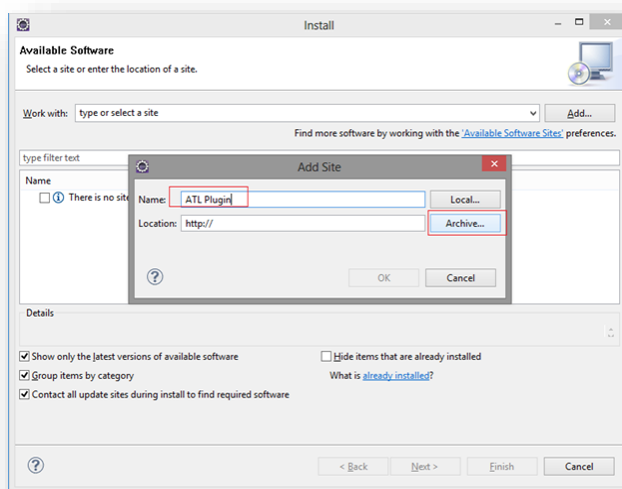 Install
Available Software
Select a site or enter the location of a site.
Work with: type or select a site Add...
Find more software by working with the 'Available Software Sites' preferences.
type filter text
Name
There is no site
Add Site
Name: ATL Plugin Local...
Location: http:// Archive...
? OK Cancel
Details
Show only the latest versions of available software Hide items that are already installed
Group items by category What is already installed?
Contact all update sites during install to find required software
? < Back Next > Finish Cancel